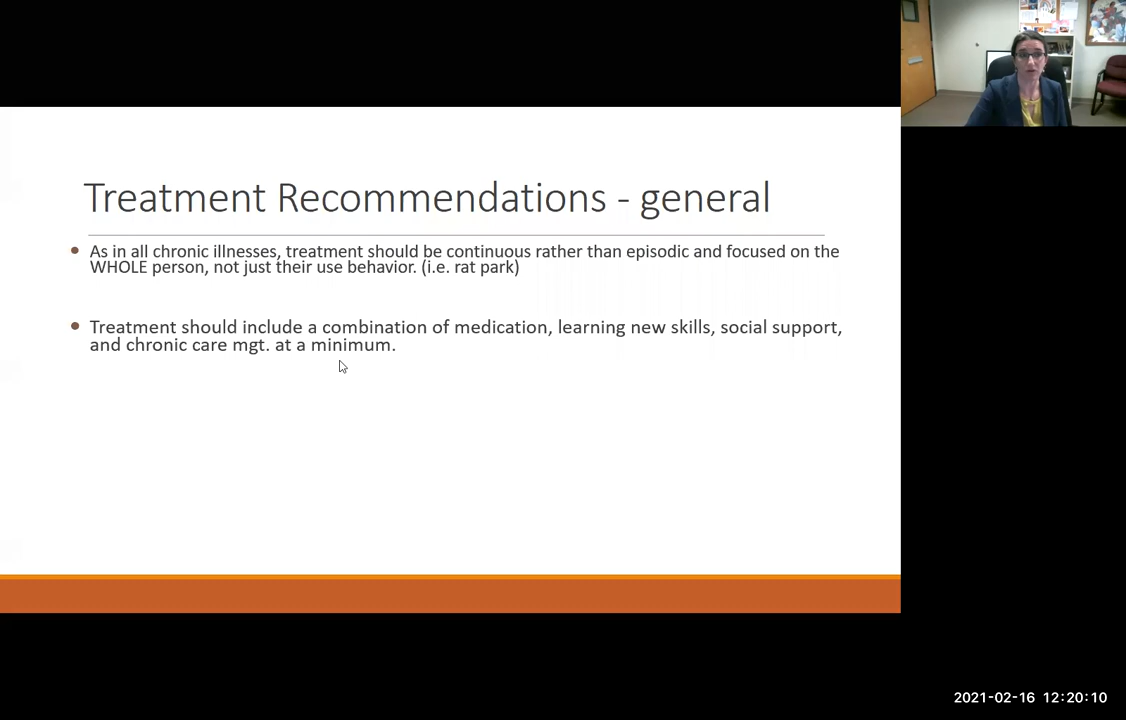 Treatment Recommendations - general
As in all chronic illnesses, treatment should be continuous rather than episodic and focused on the
WHOLE person, not just their use behavior. (i.e. rat park)
Treatment should include a combination of medication, learning new skills, social support,
and chronic care mgt. at a minimum.
2021-02-16 12:20:10